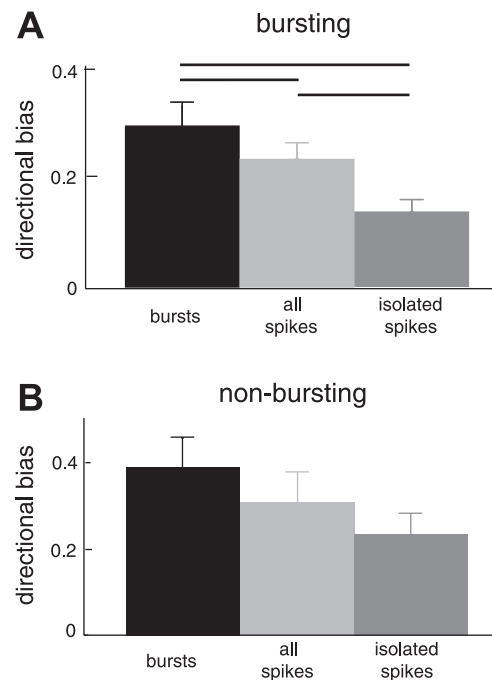 A
bursting
directional bias
0.4
0.2
0
bursts
all
spikes
isolated
spikes
B
non-bursting
directional bias
0.4
0.2
0
bursts
all
spikes
isolated
spikes